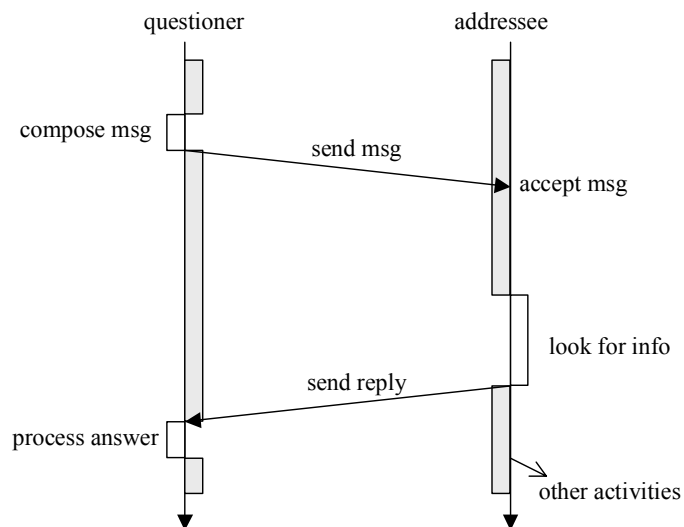 questioner
addressee
compose msg
send msg
accept msg
look for info
send reply
process answer
other activities